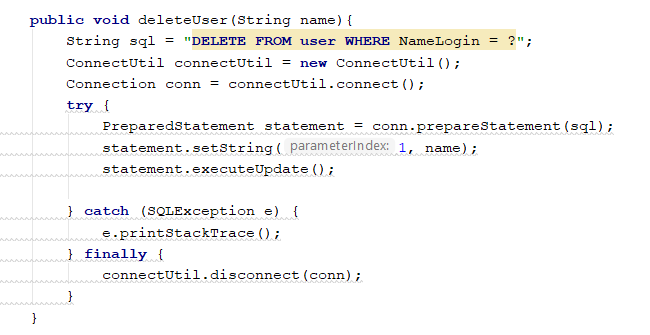 public void deleteUser(String name){
String sql = "DELETE FROM user WHERE NameLogin = ?";
ConnectUtil connectUtil = new ConnectUtil();
Connection conn = connectUtil.connect();
try {
PreparedStatement statement = conn.prepareStatement(sql);
statement.setString( parameterIndex: 1, name);
statement.executeUpdate();
} catch (SQLException e) {
e.printStackTrace();
} finally {
connectUtil.disconnect(conn);
}
}